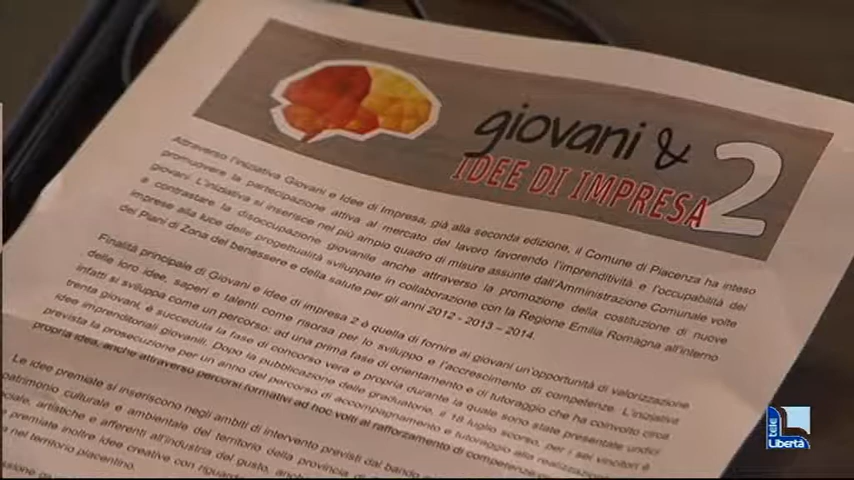 giovani &
IDEE DI IMPRESA 2
Attraverso l'iniziativa Giovani e Idee di Impresa, già alla seconda edizione, il Comune di Piacenza ha inteso
promuovere la partecipazione attiva al mercato del lavoro favorendo l'imprenditività e l'occupabilità dei
giovani. L'iniziativa si inserisce nel più ampio quadro di misure assunte dall'Amministrazione Comunale volte
a contrastare la disoccupazione giovanile anche attraverso la promozione della costituzione di nuove
imprese alla luce delle progettualità sviluppate in collaborazione con la Regione Emilia Romagna all'interno
dei Piani di Zona del benessere e della salute per gli anni 2012 - 2013 – 2014.
Finalità principale di Giovani e idee di impresa 2 è quella di fornire ai giovani un'opportunità di valorizzazione
delle loro idee, saperi e talenti come risorsa per lo sviluppo e l'accrescimento di competenze. L'iniziativa
infatti si sviluppa come un percorso: ad una prima fase di orientamento e di tutoraggio che ha coinvolto circa
trenta giovani, è succeduta la fase di concorso vera e propria durante la quale sono state presentate undici
idee imprenditoriali giovanili. Dopo la pubblicazione delle graduatorie, il 18 luglio scorso, per i sei vincitori è
prevista la prosecuzione per un anno del percorso di accompagnamento e tutoraggio alla realizzazione
propria idea, anche attraverso percorsi formativi ad hoc volti al rafforzamento di competenze
Le idee premiate si inseriscono negli ambiti di intervento previsti dal bando
patrimonio culturale e ambientale del territorio della provincia di
artistiche e afferenti all'industria del gusto,
premiate inoltre idee creative con riguardo
nel territorio piacentino.
tele
Libertà